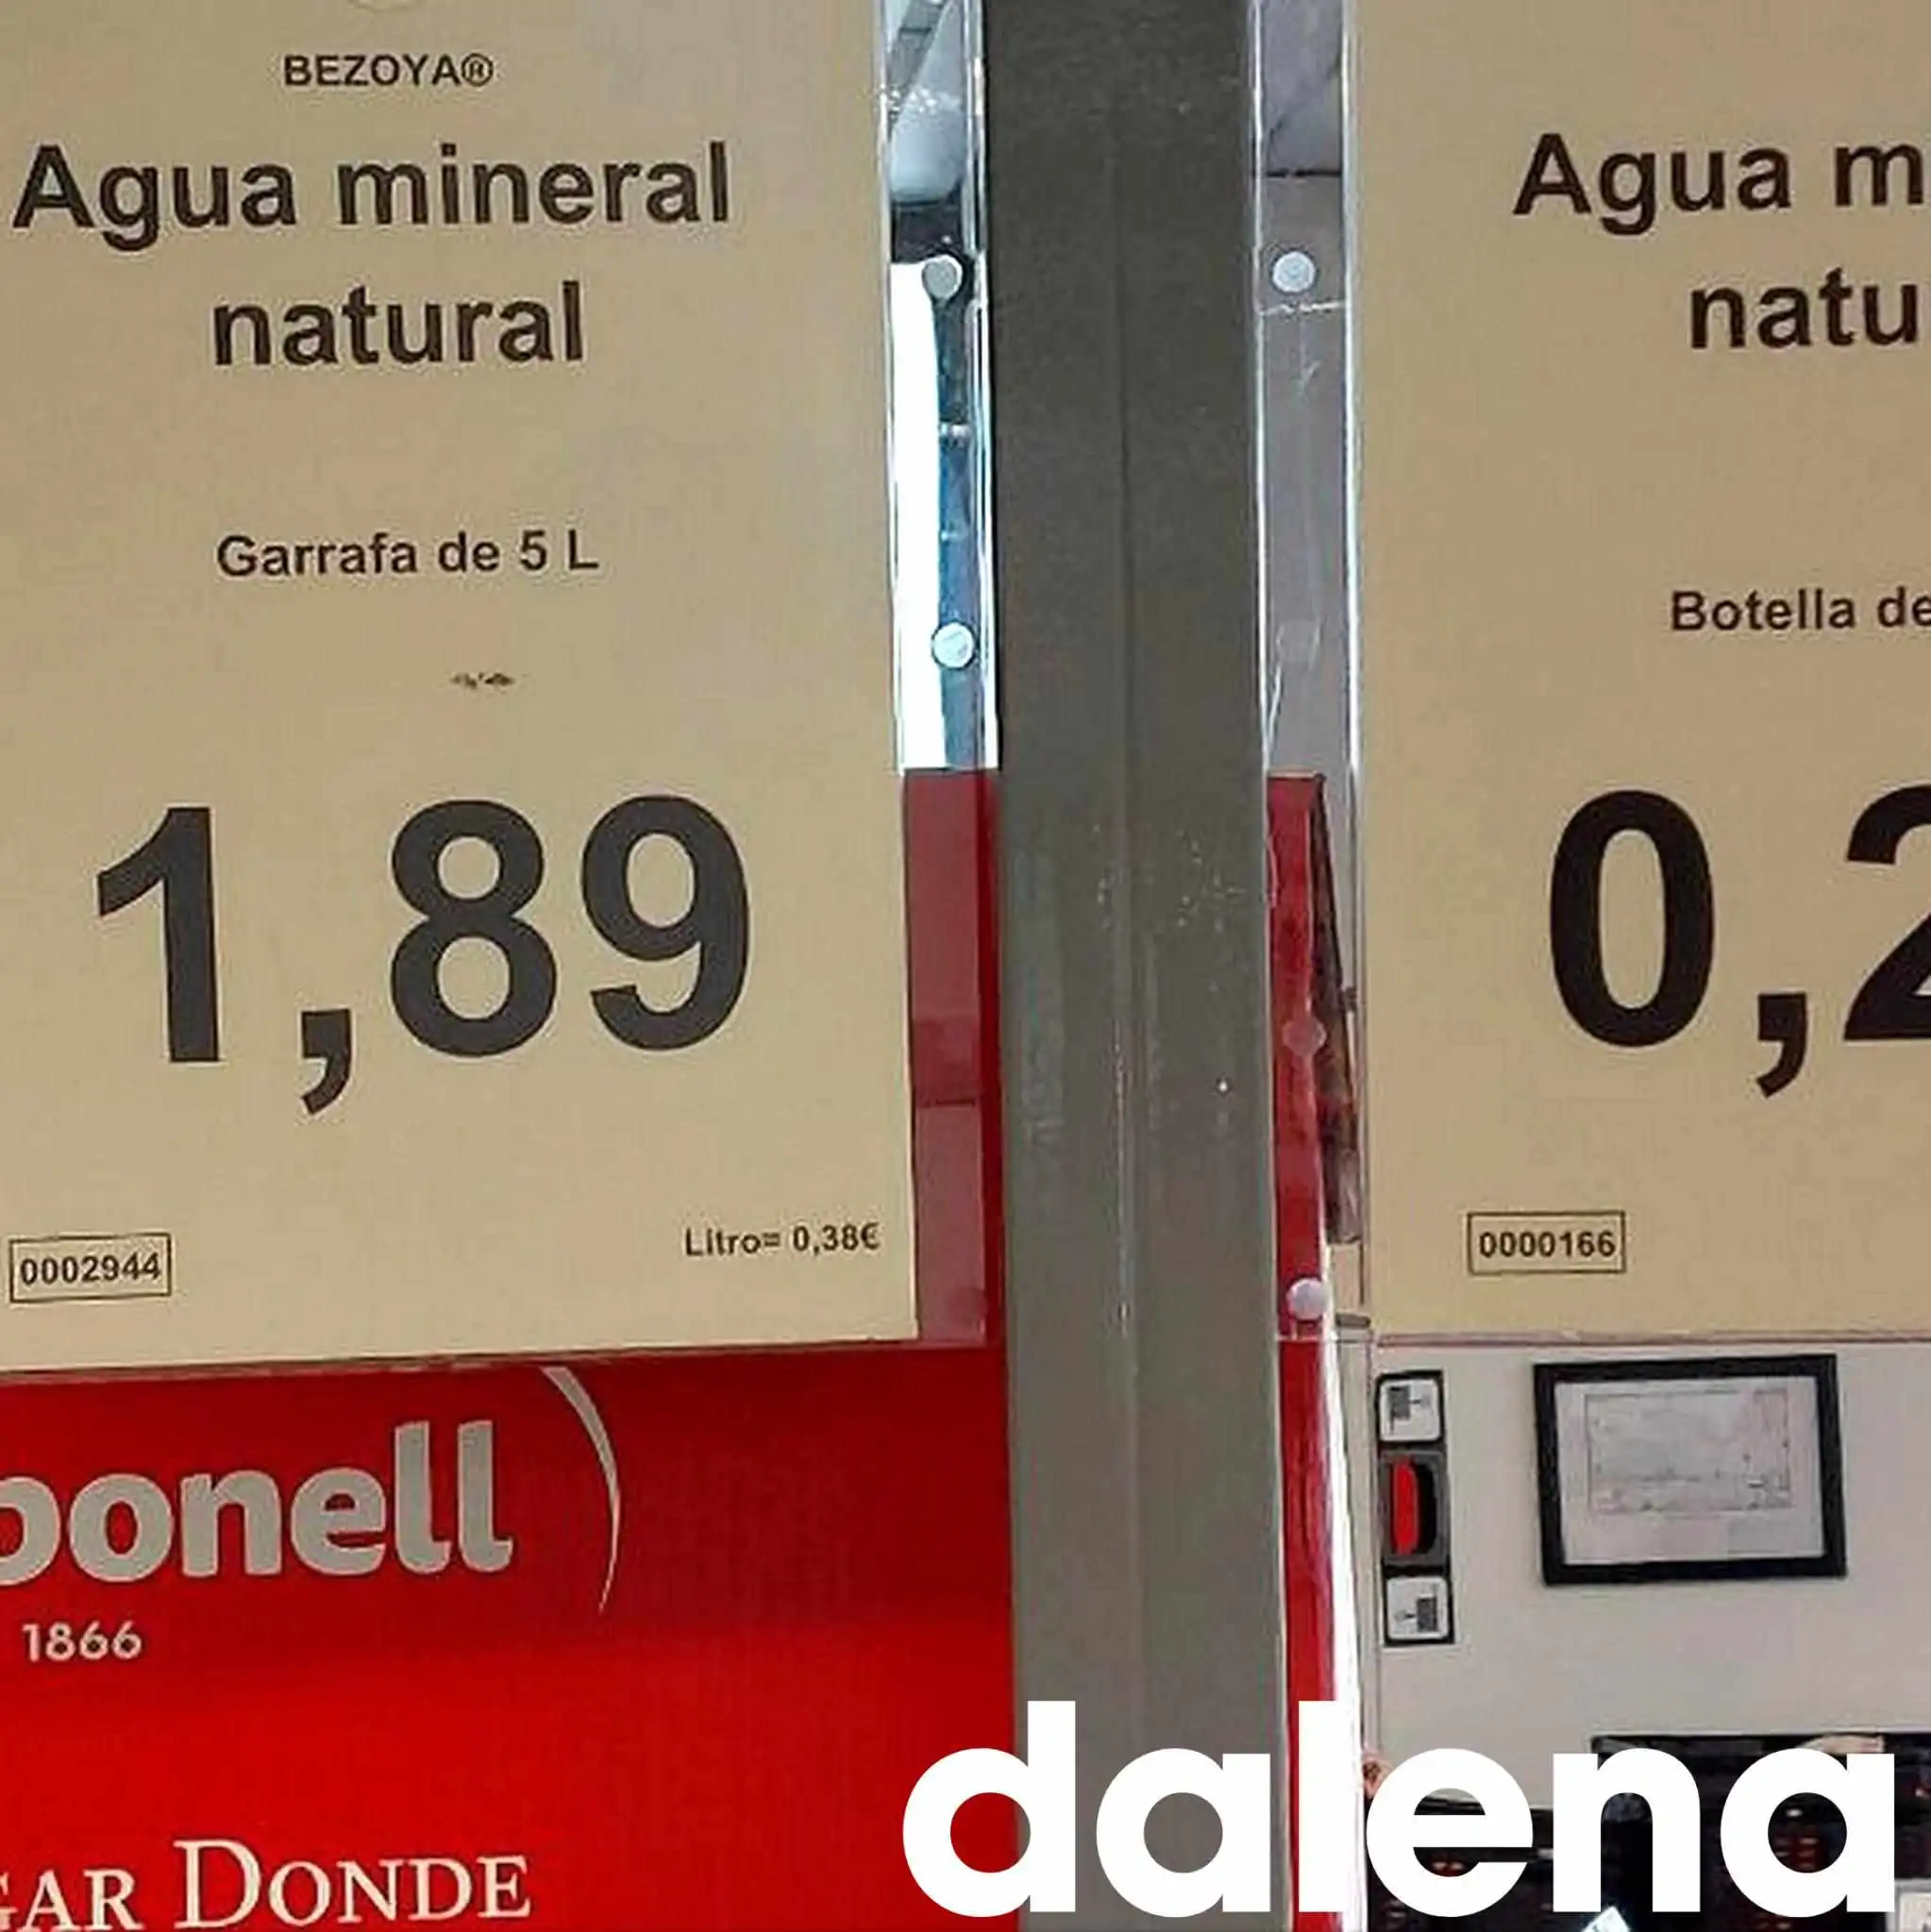 BEZOYA®
Agua mineral
natural
Garrafa de 5 L
1,89
0002944
Litro= 0,38€
Agua m
natu
Botella de
0,2
0000166
bonell
1866
GAR DONDE
dalena